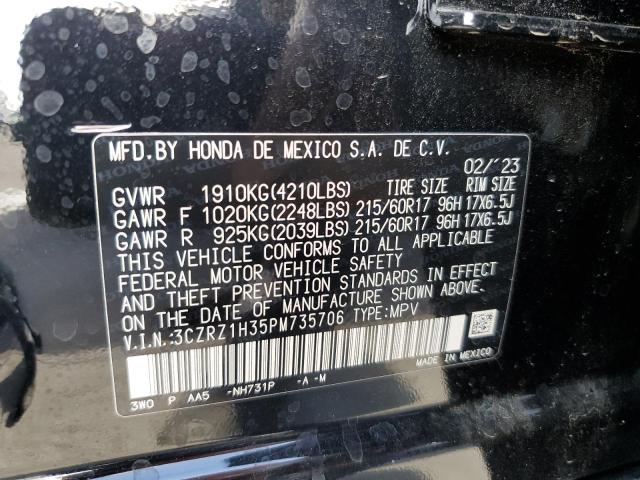 MFD. BY HONDA DE MEXICO S.A. DE C.V. 02/'23
GVWR 1910KG(4210LBS) TIRE SIZE RIM SIZE
GAWR F 1020KG(2248LBS) 215/60R17 96H 17X6.5J
GAWR R 925KG(2039LBS) 215/60R17 96H 17X6.5J
THIS VEHICLE CONFORMS TO ALL APPLICABLE
FEDERAL MOTOR VEHICLE SAFETY
AND THEFT PREVENTION STANDARDS IN EFFECT
ON THE DATE OF MANUFACTURE SHOWN ABOVE.
V.I.N.:3CZRZ1H35PM735706 TYPE:MPV
MADE IN MEXICO
3W0 P AA5 -NH731P -A -M